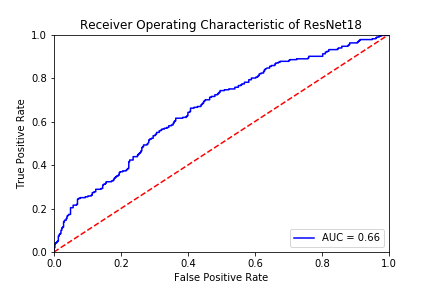 Receiver Operating Characteristic of ResNet18
1.0
0.8
0.6
0.4
0.2
0.0
True Positive Rate
AUC = 0.66
0.0 0.2 0.4 0.6 0.8 1.0
False Positive Rate